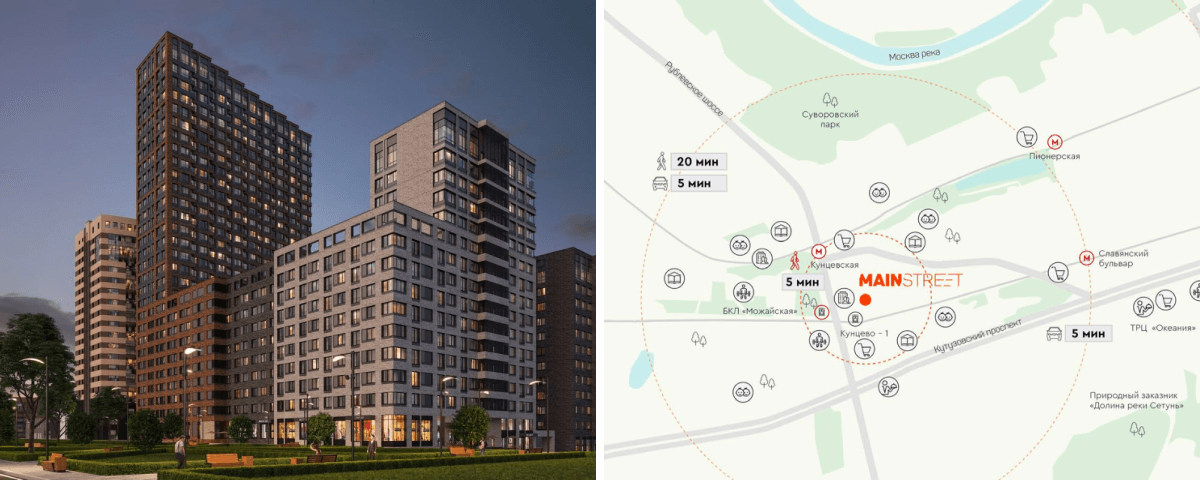 Москва река
Рублевское шоссе
Суворовский
парк
М
Пионерская
20 мин
5 мин
М
Кунцевская
М
Славянский
бульвар
MAINSTREET
5 мин
БКЛ «Можайская»
Кунцево – 1
Кутузовский проспект
5 мин
ТРЦ «Океания»
Природный заказник
«Долина реки Сетунь»